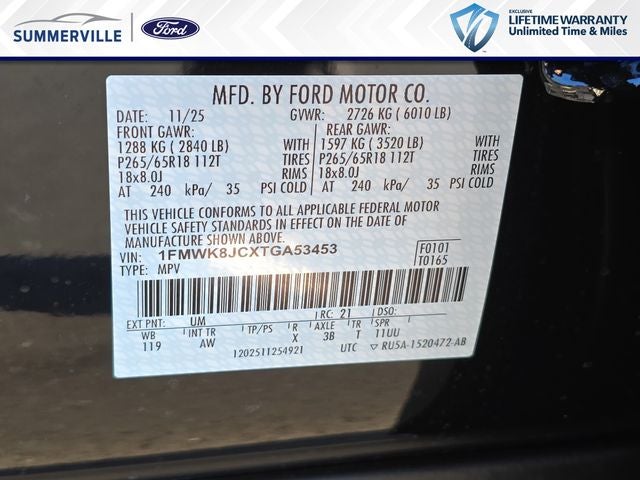 SUMMERVILLE Ford
EXCLUSIVE
LIFETIME WARRANTY
Unlimited Time & Miles
MFD. BY FORD MOTOR CO.
DATE: 11/25 GVWR: 2726 KG ( 6010 LB)
FRONT GAWR: REAR GAWR:
1288 KG ( 2840 LB) 1597 KG ( 3520 LB)
P265/65R18 112T TIRES P265/65R18 112T TIRES
18x8.0J RIMS 18x8.0J RIMS
AT 240 kPa/ 35 PSI COLD AT 240 kPa/ 35 PSI COLD
THIS VEHICLE CONFORMS TO ALL APPLICABLE FEDERAL MOTOR
VEHICLE SAFETY STANDARDS IN EFFECT ON THE DATE OF
MANUFACTURE SHOWN ABOVE.
VIN: 1FMWK8JCXTGA53453 F0101
TYPE: MPV T0165
EXT PNT: UM RC: 21 DSO:
WB INT TR TP/PS R AXLE TR SPR
119 AW X 3B T 11UU
1202511254921 UTC ▽ RU5A-1520472-AB